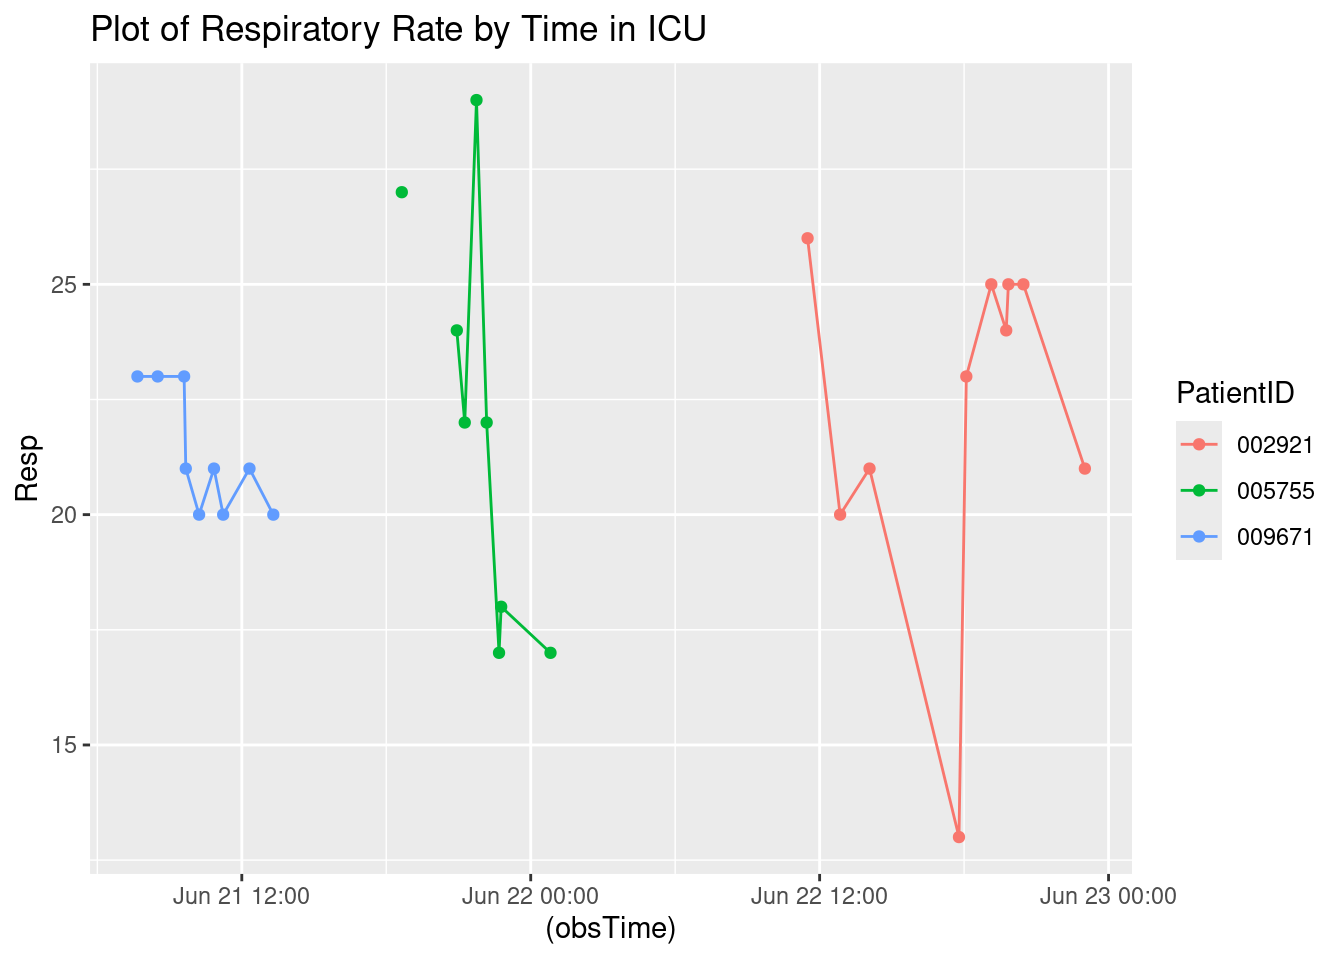 Plot of Respiratory Rate by Time in ICU
Resp
25
20
15
Jun 21 12:00
Jun 22 00:00
Jun 22 12:00
Jun 23 00:00
(obsTime)
PatientID
002921
005755
009671